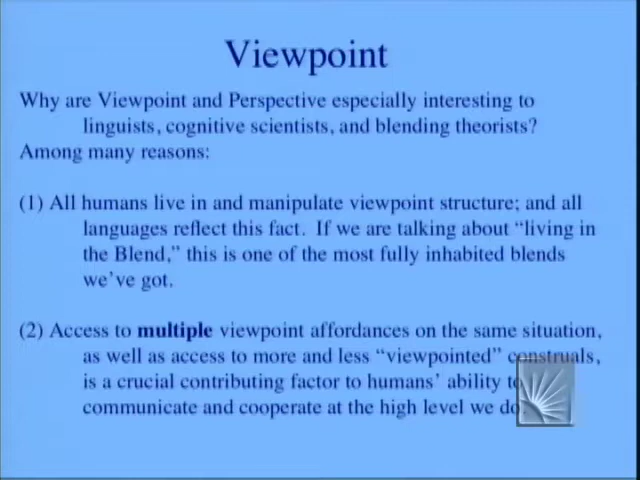 Viewpoint
Why are Viewpoint and Perspective especially interesting to
linguists, cognitive scientists, and blending theorists?
Among many reasons:
(1) All humans live in and manipulate viewpoint structure; and all
languages reflect this fact. If we are talking about “living in
the Blend,” this is one of the most fully inhabited blends
we’ve got.
(2) Access to multiple viewpoint affordances on the same situation,
as well as access to more and less “viewpointed” construals,
is a crucial contributing factor to humans’ ability to
communicate and cooperate at the high level we do.